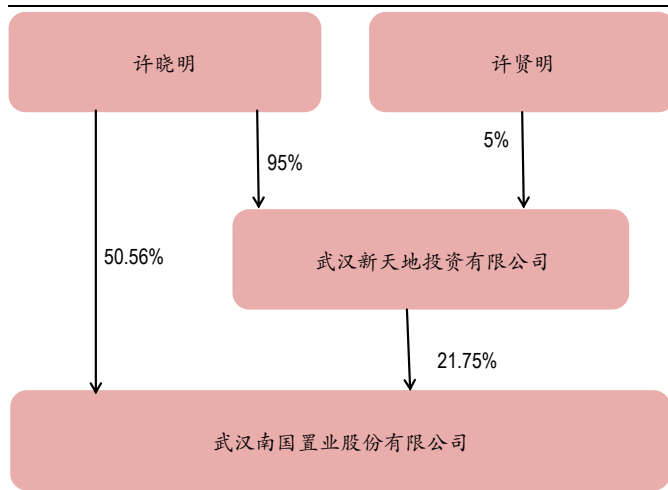 许晓明
许贤明
5%
95%
武汉新天地投资有限公司
50.56%
21.75%
武汉南国置业股份有限公司